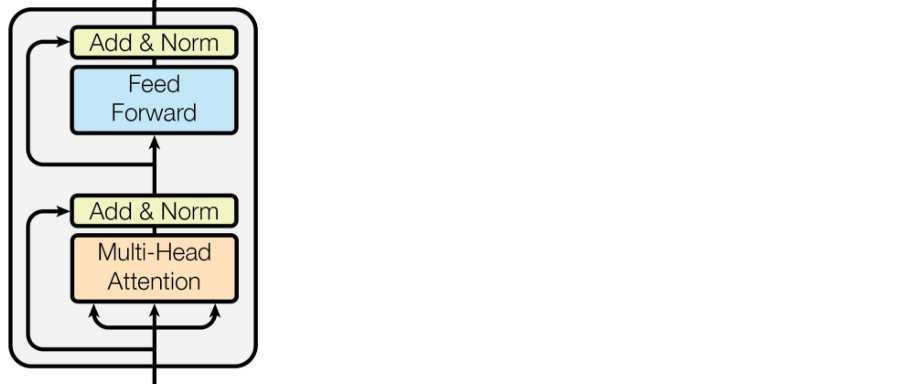 Add & Norm
Feed
Forward
Add & Norm
Multi-Head
Attention